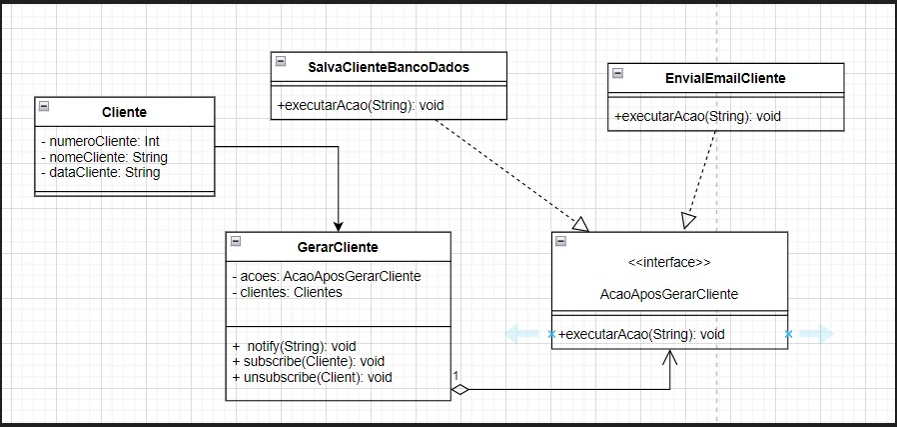 SalvaClienteBancoDados
+executarAcao(String): void
EnvialEmailCliente
+executarAcao(String): void
Cliente
- numeroCliente: Int
- nomeCliente: String
- dataCliente: String
GerarCliente
- acoes: AcaoAposGerarCliente
- clientes: Clientes
+ notify(String): void
+ subscribe(Cliente): void
+ unsubscribe(Client): void
1
<<interface>>
AcaoAposGerarCliente
+executarAcao(String): void